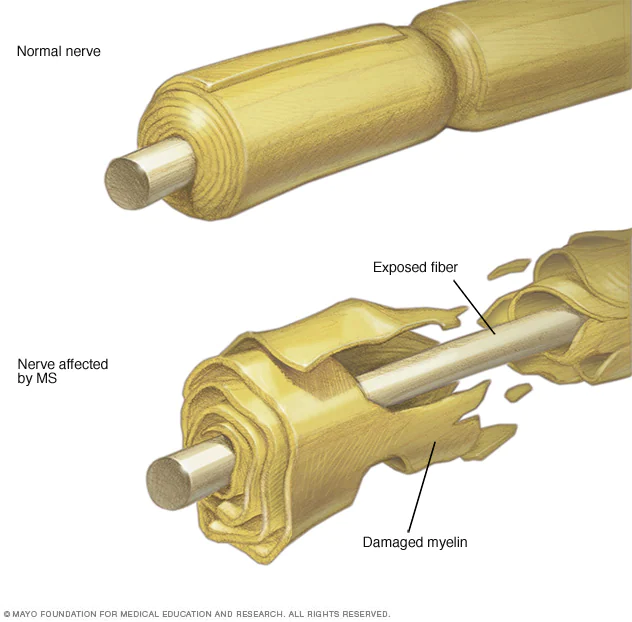 Normal nerve
Exposed fiber
Nerve affected
by MS
Damaged myelin
© MAYO FOUNDATION FOR MEDICAL EDUCATION AND RESEARCH. ALL RIGHTS RESERVED.